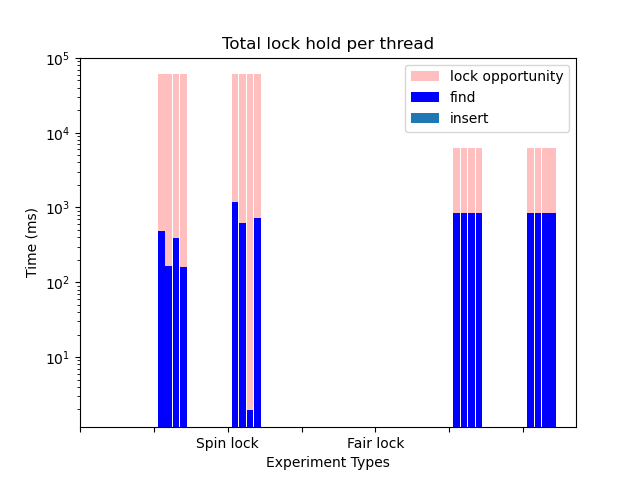 Total lock hold per thread
lock opportunity
find
insert
10^5
10^4
10^3
10^2
10^1
Time (ms)
Spin lock
Fair lock
Experiment Types